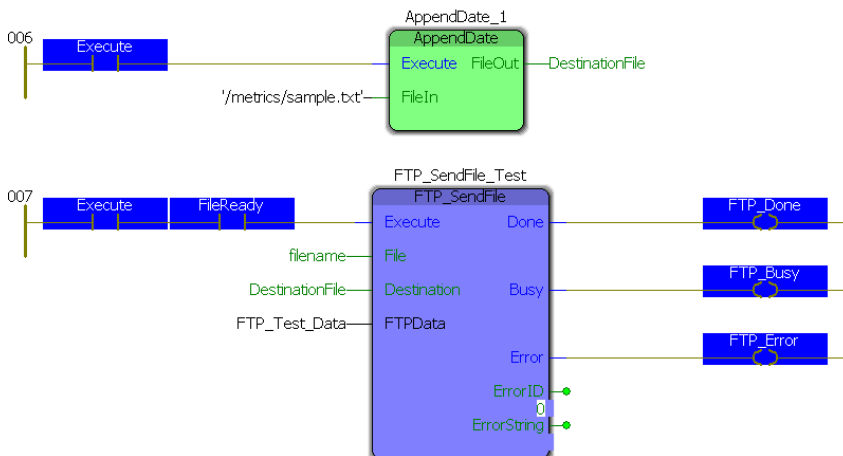 AppendDate_1
006
Execute
AppendDate
Execute FileOut
DestinationFile
'/metrics/sample.txt'
FileIn
FTP_SendFile_Test
007
Execute
FileReady
FTP_SendFile
FTP_Done
Execute Done
filename
File
DestinationFile
Destination Busy
FTP_Busy
FTP_Test_Data
FTPData
FTP_Error
Error
ErrorID
0
ErrorString